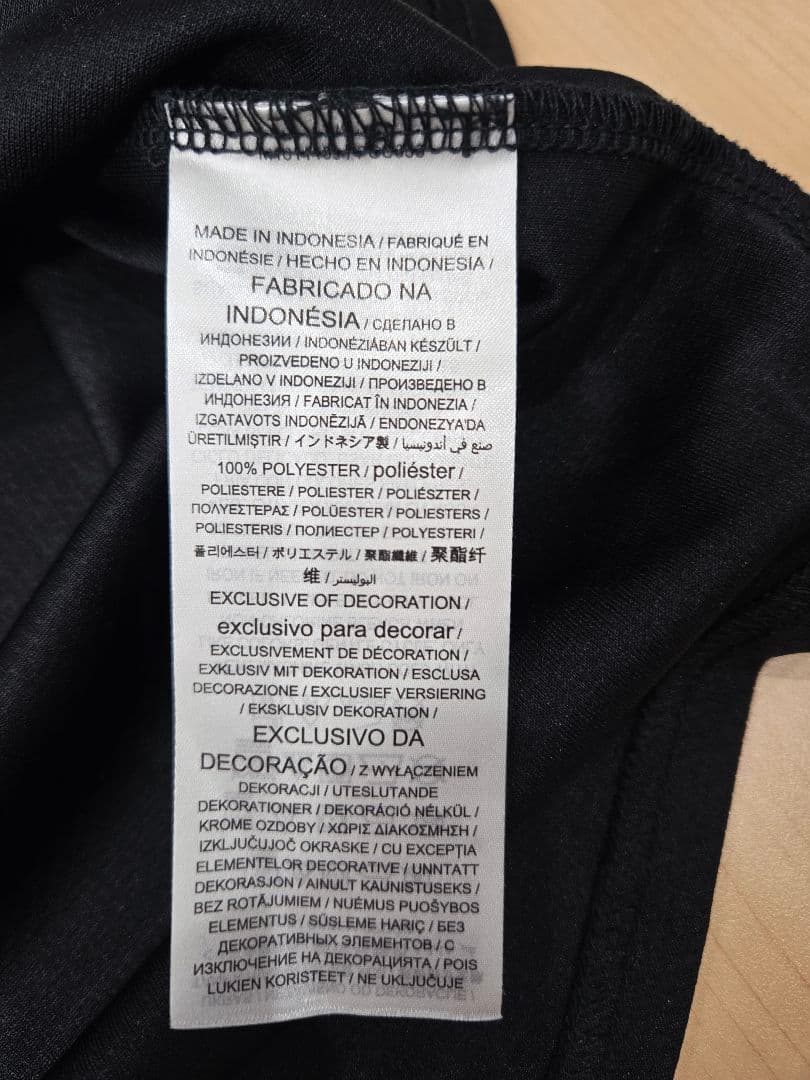 MADE IN INDONESIA / FABRIQUÉ EN
INDONÉSIE / HECHO EN INDONESIA /
FABRICADO NA
INDONÉSIA / СДЕЛАНО В
ИНДОНЕЗИИ / INDONÉZIÁBAN KÉSZÜLT /
PROIZVEDENO U INDONEZIJI /
IZDELANO V INDONEZIJI / ПРОИЗВЕДЕНО В
ИНДОНЕЗИЯ / FABRICAT ÎN INDONEZIA /
IZGATAVOTS INDONĒZIJĀ / ENDONEZYA'DA
ÜRETILMIŞTIR / インドネシア製 / صنع في أندونيسيا
100% POLYESTER / poliéster /
POLIESTERE / POLIESTER / POLIÉSZTER /
ΠΟΛΥΕΣΤΕΡΑΣ / POLÜESTER / POLIESTERS /
POLIESTERIS / ПОЛИЕСТЕР / POLYESTERI /
폴리에스터 / ポリエステル / 聚酯纖維 / 聚酯纤
维 / البوليستر
EXCLUSIVE OF DECORATION /
exclusivo para decorar /
EXCLUSIVEMENT DE DÉCORATION /
EXKLUSIV MIT DEKORATION / ESCLUSA
DECORAZIONE / EXCLUSIEF VERSIERING
/ EKSKLUSIV DEKORATION /
EXCLUSIVO DA
DECORAÇÃO / Z WYŁĄCZENIEM
DEKORACJI / UTESLUTANDE
DEKORATIONER / DEKORÁCIÓ NÉLKÜL /
KROME OZDOBY / ΧΩΡΙΣ ΔΙΑΚΟΣΜΗΣΗ /
IZKLJUČUJOČ OKRASKE / CU EXCEPȚIA
ELEMENTELOR DECORATIVE / UNNTATT
DEKORASJON / AINULT KAUNISTUSEKS /
BEZ ROTĀJUMIEM / NUĖMUS PUOŠYBOS
ELEMENTUS / SÜSLEME HARIÇ / БЕЗ
ДЕКОРАТИВНЫХ ЭЛЕМЕНТОВ / С
ИЗКЛЮЧЕНИЕ НА ДЕКОРАЦИЯТА / POIS
LUKIEN KORISTEET / NE UKLJUČUJE